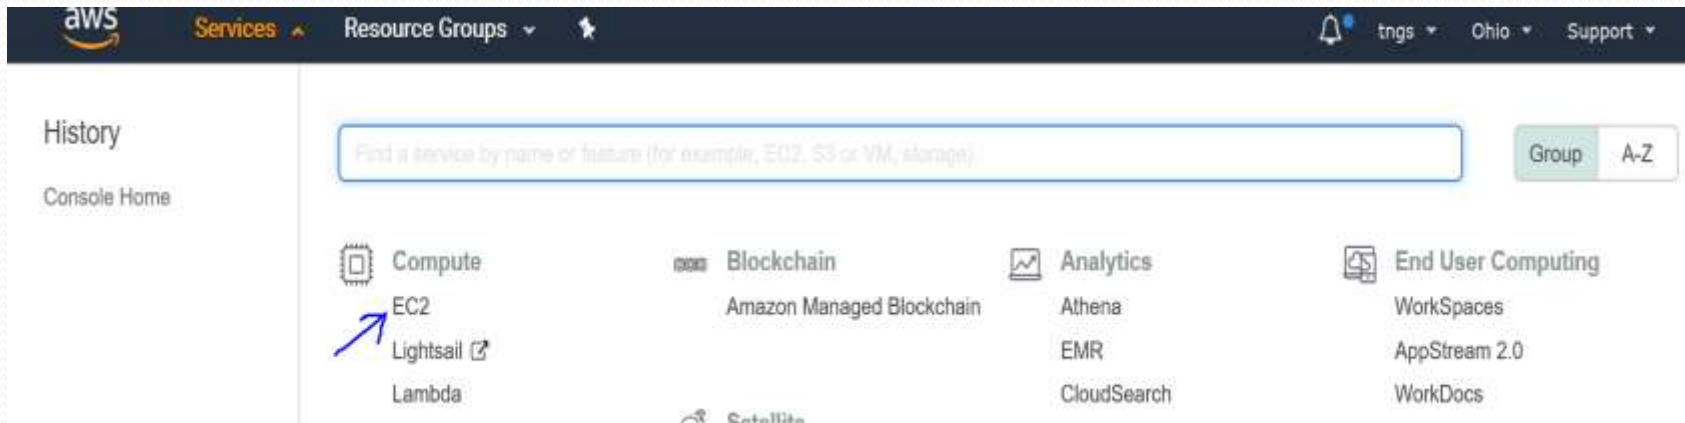 aws Services Resource Groups tngs Ohio Support
History
Console Home
Find a service by name or feature (for example, EC2, S3 or VM, storage).
Group A-Z
Compute
EC2
Lightsail
Lambda
Blockchain
Amazon Managed Blockchain
Satellite
Analytics
Athena
EMR
CloudSearch
End User Computing
WorkSpaces
AppStream 2.0
WorkDocs